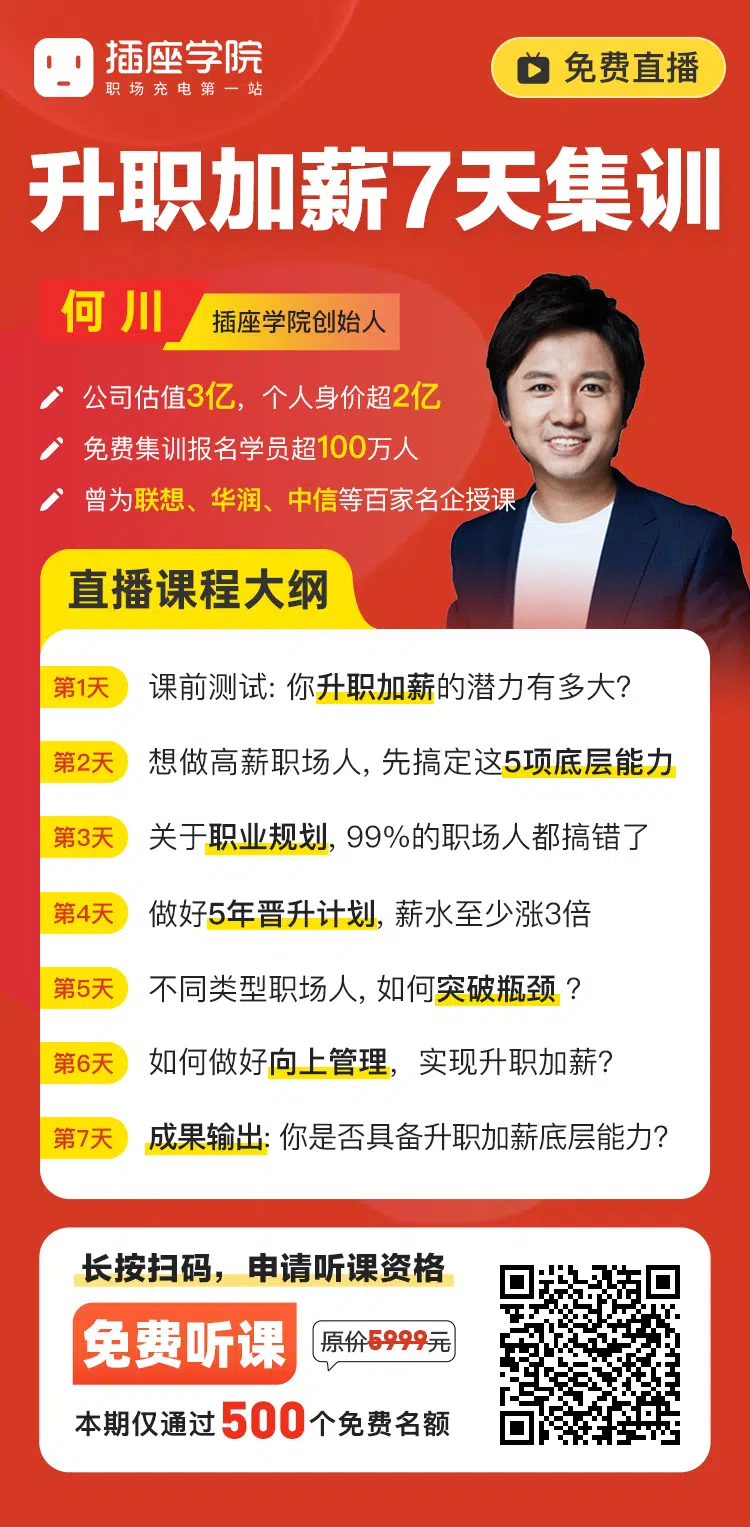 插座学院
职场充电第一站
免费直播
升职加薪7天集训
何川
插座学院创始人
公司估值3亿，个人身价超2亿
免费集训报名学员超100万人
曾为联想、华润、中信等百家名企授课
直播课程大纲
第1天 课前测试: 你升职加薪的潜力有多大?
第2天 想做高薪职场人, 先搞定这5项底层能力
第3天 关于职业规划, 99%的职场人都搞错了
第4天 做好5年晋升计划, 薪水至少涨3倍
第5天 不同类型职场人, 如何突破瓶颈 ?
第6天 如何做好向上管理，实现升职加薪?
第7天 成果输出: 你是否具备升职加薪底层能力?
长按扫码，申请听课资格
免费听课
原价5999元
本期仅通过500个免费名额